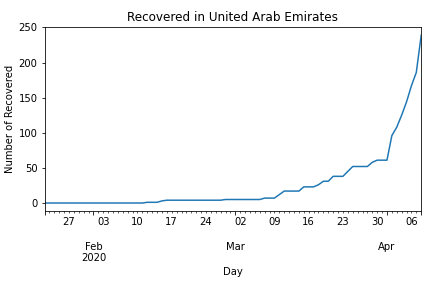 Recovered in United Arab Emirates
Number of Recovered
250
200
150
100
50
0
27 03 10 17 24 02 09 16 23 30 06
Feb Mar Apr
2020
Day